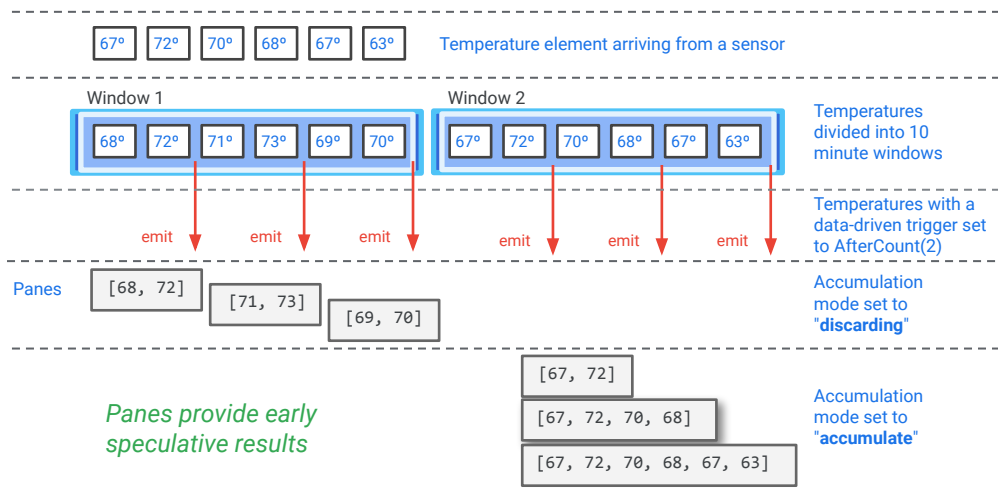 67º 72º 70º 68º 67º 63º
Temperature element arriving from a sensor
Window 1
Window 2
68º 72º 71º 73º 69º 70º
67º 72º 70º 68º 67º 63º
Temperatures
divided into 10
minute windows
emit emit emit emit emit emit
Temperatures with a
data-driven trigger set
to AfterCount(2)
Panes
[68, 72]
[71, 73]
[69, 70]
Accumulation
mode set to
"discarding"
Panes provide early
speculative results
[67, 72]
[67, 72, 70, 68]
[67, 72, 70, 68, 67, 63]
Accumulation
mode set to
"accumulate"